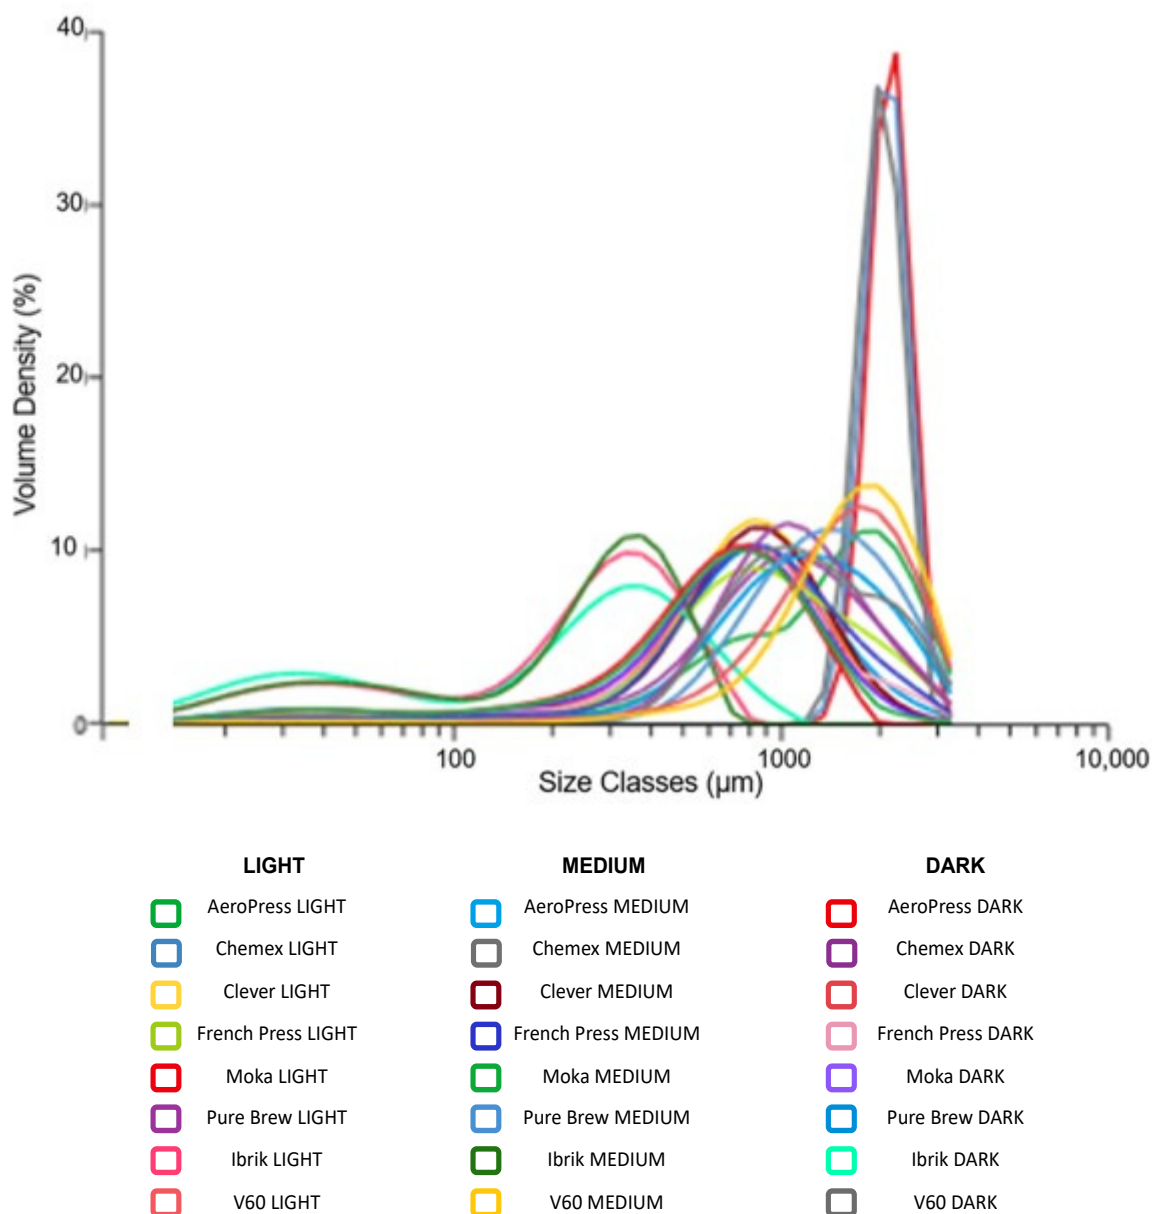 40
30
20
10
0
Volume Density (%)
100
1000
10,000
Size Classes (µm)
LIGHT MEDIUM DARK
AeroPress LIGHT AeroPress MEDIUM AeroPress DARK
Chemex LIGHT Chemex MEDIUM Chemex DARK
Clever LIGHT Clever MEDIUM Clever DARK
French Press LIGHT French Press MEDIUM French Press DARK
Moka LIGHT Moka MEDIUM Moka DARK
Pure Brew LIGHT Pure Brew MEDIUM Pure Brew DARK
Ibrik LIGHT Ibrik MEDIUM Ibrik DARK
V60 LIGHT V60 MEDIUM V60 DARK